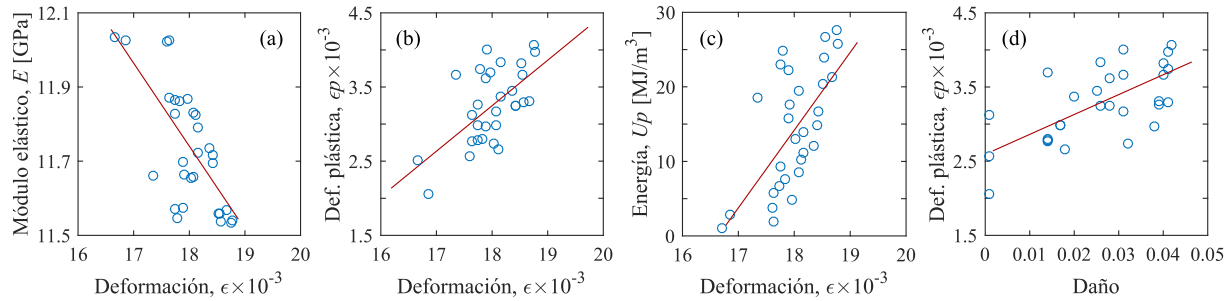 Módulo elástico, E [GPa]
12.1
11.9
11.7
11.5
16 17 18 19 20
(a)
Deformación, ϵ×10⁻³
Def. plástica, ϵp×10⁻³
4.5
3.5
2.5
1.5
16 17 18 19 20
(b)
Deformación, ϵ×10⁻³
Energía, Up [MJ/m³]
30
20
10
0
16 17 18 19 20
(c)
Deformación, ϵ×10⁻³
Def. plástica, ϵp×10⁻³
4.5
3.5
2.5
1.5
0 0.01 0.02 0.03 0.04 0.05
(d)
Daño